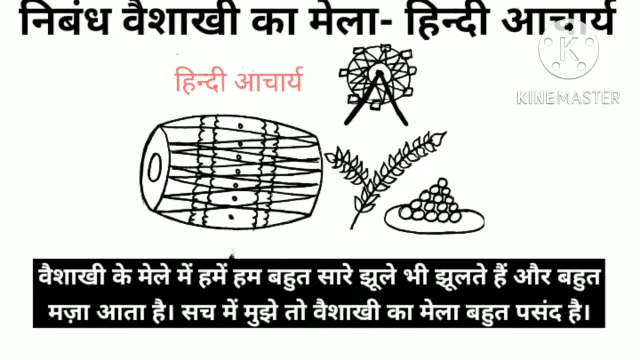 निबंध वैशाखी का मेला- हिन्दी आचार्य
हिन्दी आचार्य
KINEMASTER
वैशाखी के मेले में हमें हम बहुत सारे झूले भी झूलते हैं और बहुत
मज़ा आता है। सच में मुझे तो वैशाखी का मेला बहुत पसंद है।